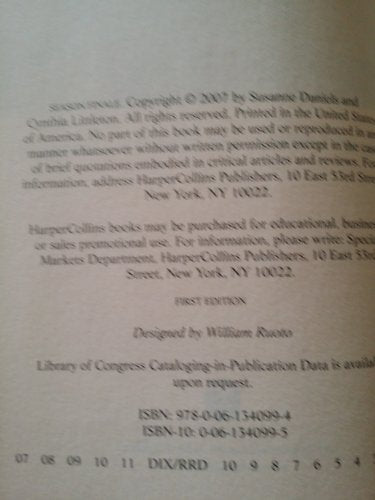 SEASON FINALE. Copyright © 2007 by Susanne Daniels and
Cynthia Littleton. All rights reserved. Printed in the United States
of America. No part of this book may be used or reproduced in any
manner whatsoever without written permission except in the case
of brief quotations embodied in critical articles and reviews. For
information, address HarperCollins Publishers, 10 East 53rd Street,
New York, NY 10022.
HarperCollins books may be purchased for educational, business,
or sales promotional use. For information, please write: Special
Markets Department, HarperCollins Publishers, 10 East 53rd
Street, New York, NY 10022.
FIRST EDITION
Designed by William Ruoto
Library of Congress Cataloging-in-Publication Data is available
upon request.
ISBN: 978-0-06-134099-4
ISBN-10: 0-06-134099-5
07 08 09 10 11 DIX/RRD 10 9 8 7 6 5 4